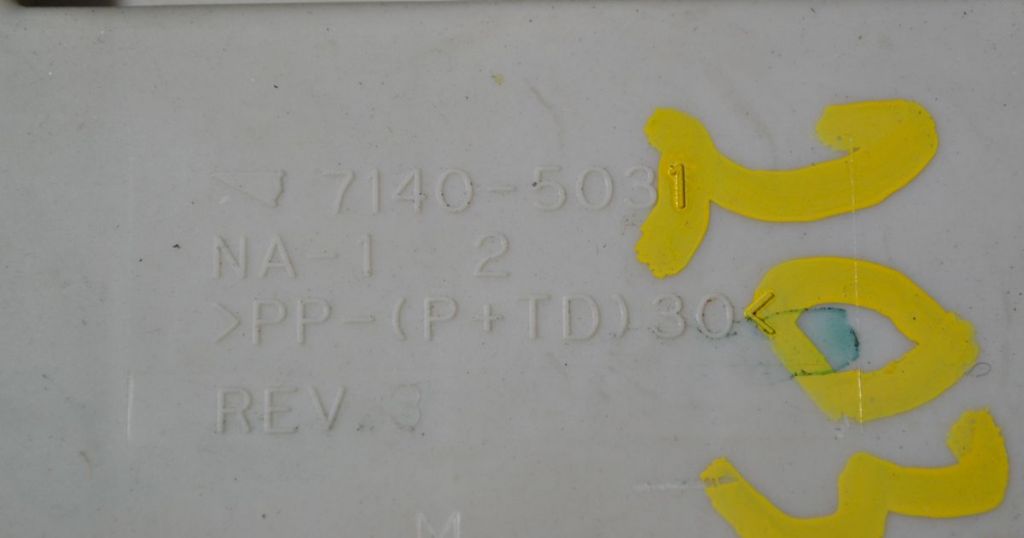 7140-5031
NA-1 2
>PP-(P+TD)30<
REV.3
M